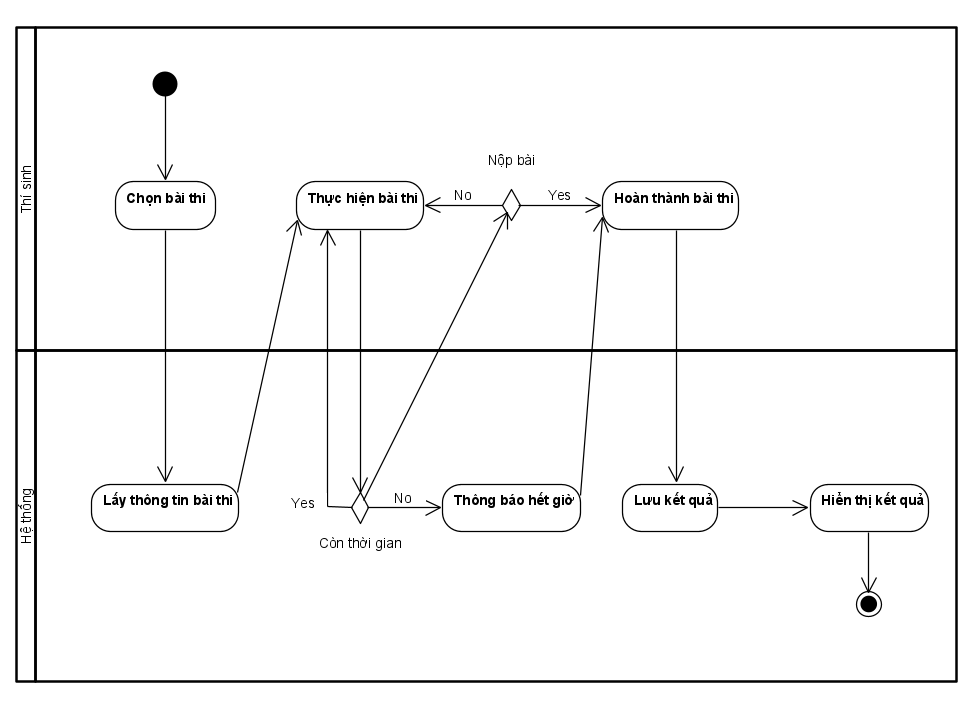 Thí sinh
Nộp bài
Chọn bài thi
Thực hiện bài thi
No
Yes
Hoàn thành bài thi
Hệ thống
Lấy thông tin bài thi
Yes
No
Thông báo hết giờ
Lưu kết quả
Hiển thị kết quả
Còn thời gian